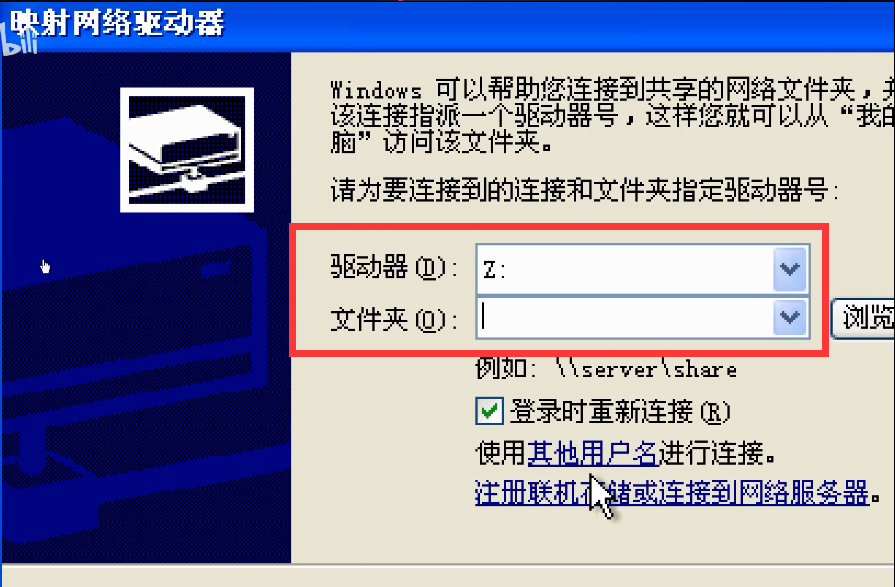 映射网络驱动器
bili
Windows 可以帮助您连接到共享的网络文件夹，并
该连接指派一个驱动器号，这样您就可以从“我的
脑”访问该文件夹。
请为要连接到的连接和文件夹指定驱动器号:
驱动器(D): Z:
文件夹(O):
浏览
例如: \\server\share
登录时重新连接(R)
使用其他用户名进行连接。
注册联机存储或连接到网络服务器。